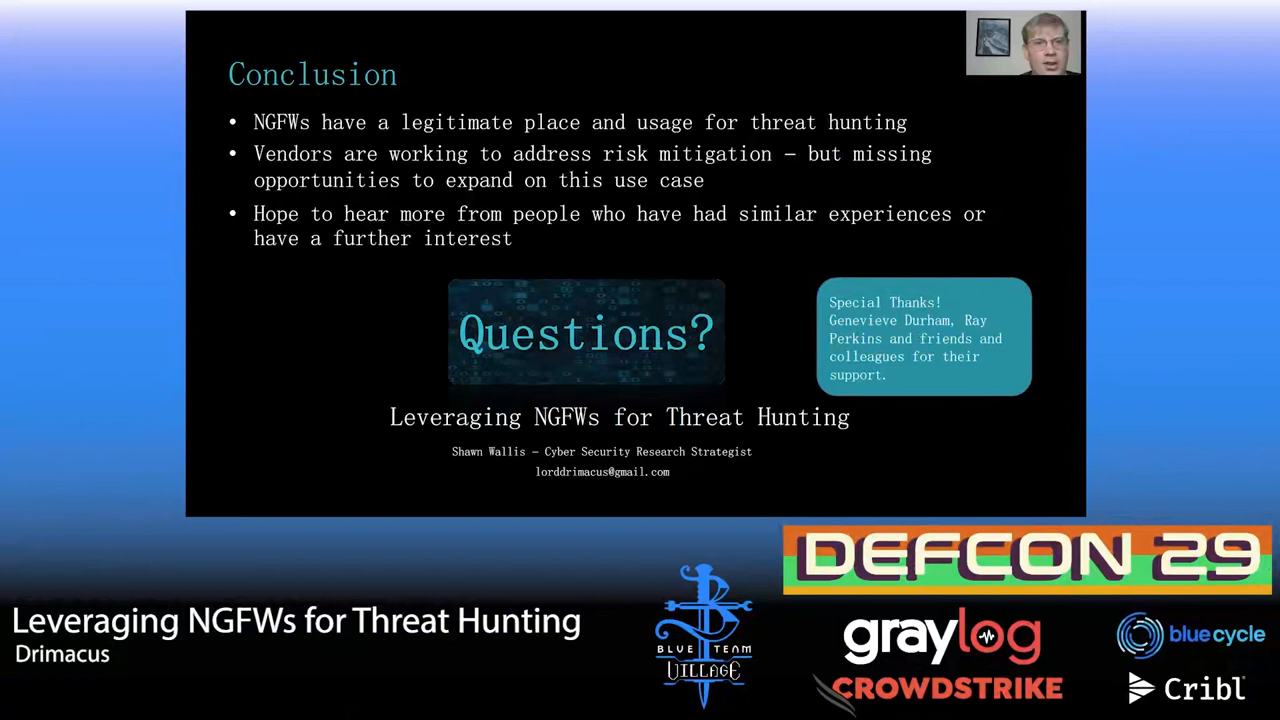 Conclusion
• NGFWs have a legitimate place and usage for threat hunting
• Vendors are working to address risk mitigation – but missing
opportunities to expand on this use case
• Hope to hear more from people who have had similar experiences or
have a further interest
Questions?
Special Thanks!
Genevieve Durham, Ray
Perkins and friends and
colleagues for their
support.
Leveraging NGFWs for Threat Hunting
Shawn Wallis – Cyber Security Research Strategist
lorddrimacus@gmail.com
DEFCON 29
Leveraging NGFWs for Threat Hunting
Drimacus
BLUE TEAM
VILLAGE
graylog
blue cycle
CROWDSTRIKE
Cribl